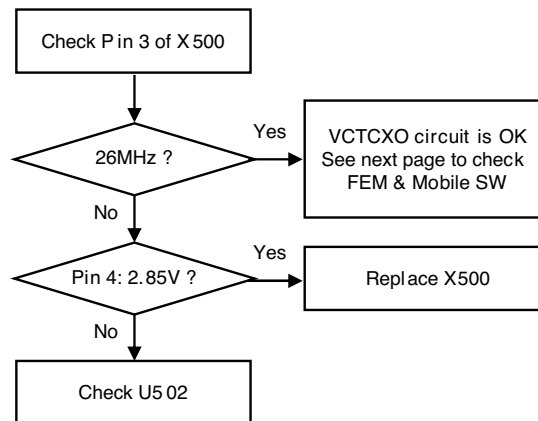 Check Pin 3 of X500
Yes
26MHz ?
VCTCXO circuit is OK
See next page to check
FEM & Mobile SW
No
Yes
Pin 4: 2.85V ?
Replace X500
No
Check U502